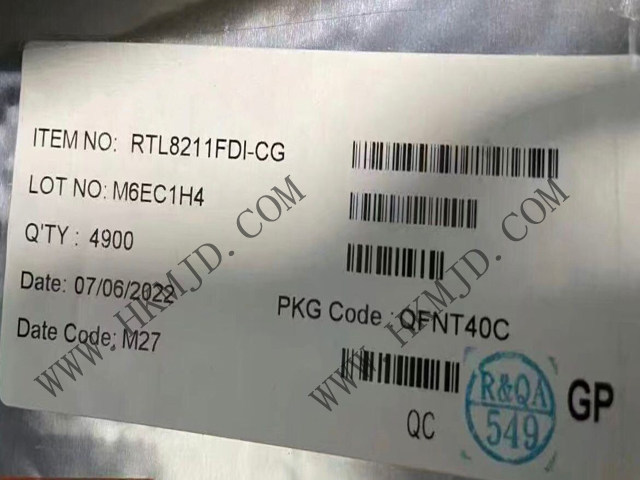 ITEM NO: RTL8211FDI-CG
LOT NO: M6EC1H4
Q'TY : 4900
Date: 07/06/2022
PKG Code : QFNT40C
Date Code: M27
QC
R&QA
549
GP
WWW.HKMJD.COM
WWW.HKMJD.COM